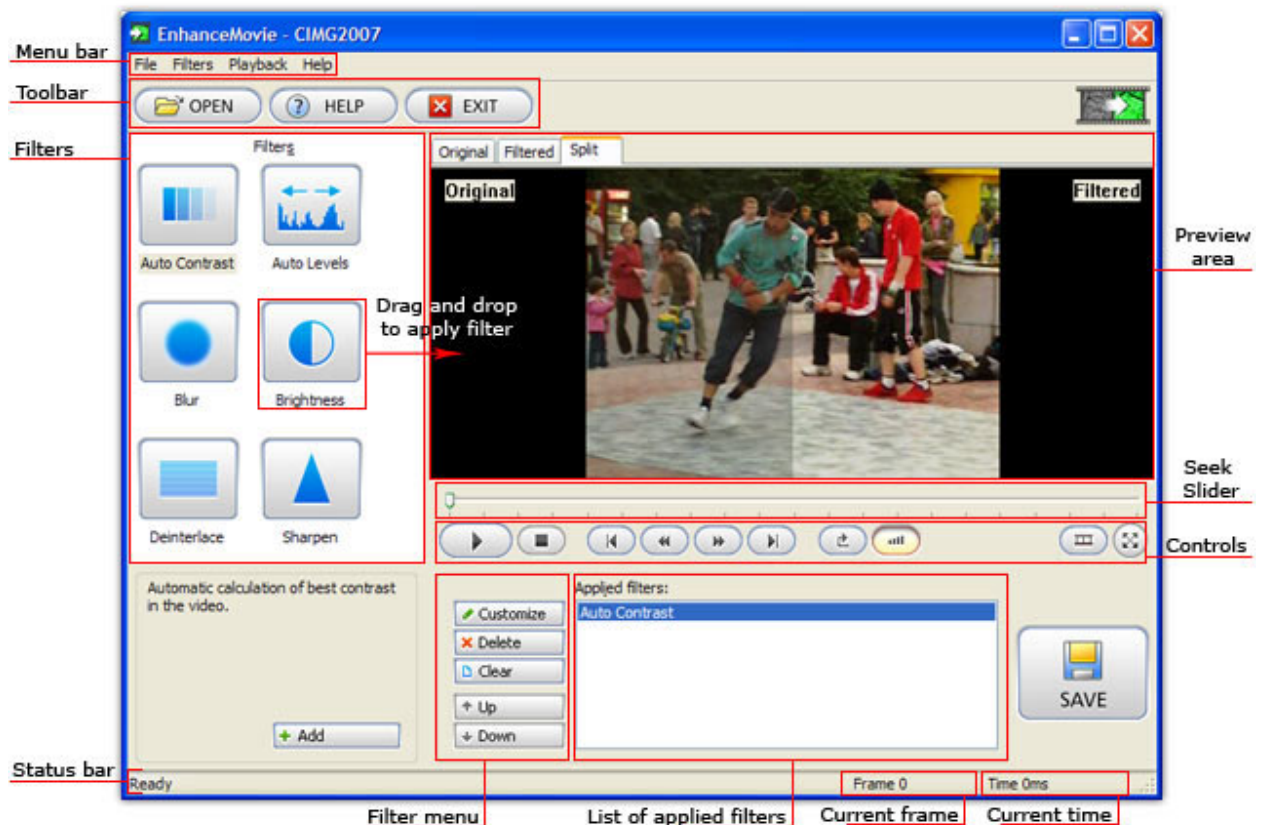 EnhanceMovie - CIMG2007
Menu bar
File Filters Playback Help
Toolbar
OPEN HELP EXIT
Filters
Filters
Original Filtered Split
Original
Filtered
Auto Contrast Auto Levels
Preview
area
Drag and drop
to apply filter
Blur Brightness
Seek
Slider
Deinterlace Sharpen
Controls
Automatic calculation of best contrast
in the video.
Add
Customize
Delete
Clear
Up
Down
Applied filters:
Auto Contrast
SAVE
Status bar
Ready
Frame 0
Time 0ms
Filter menu
List of applied filters
Current frame
Current time